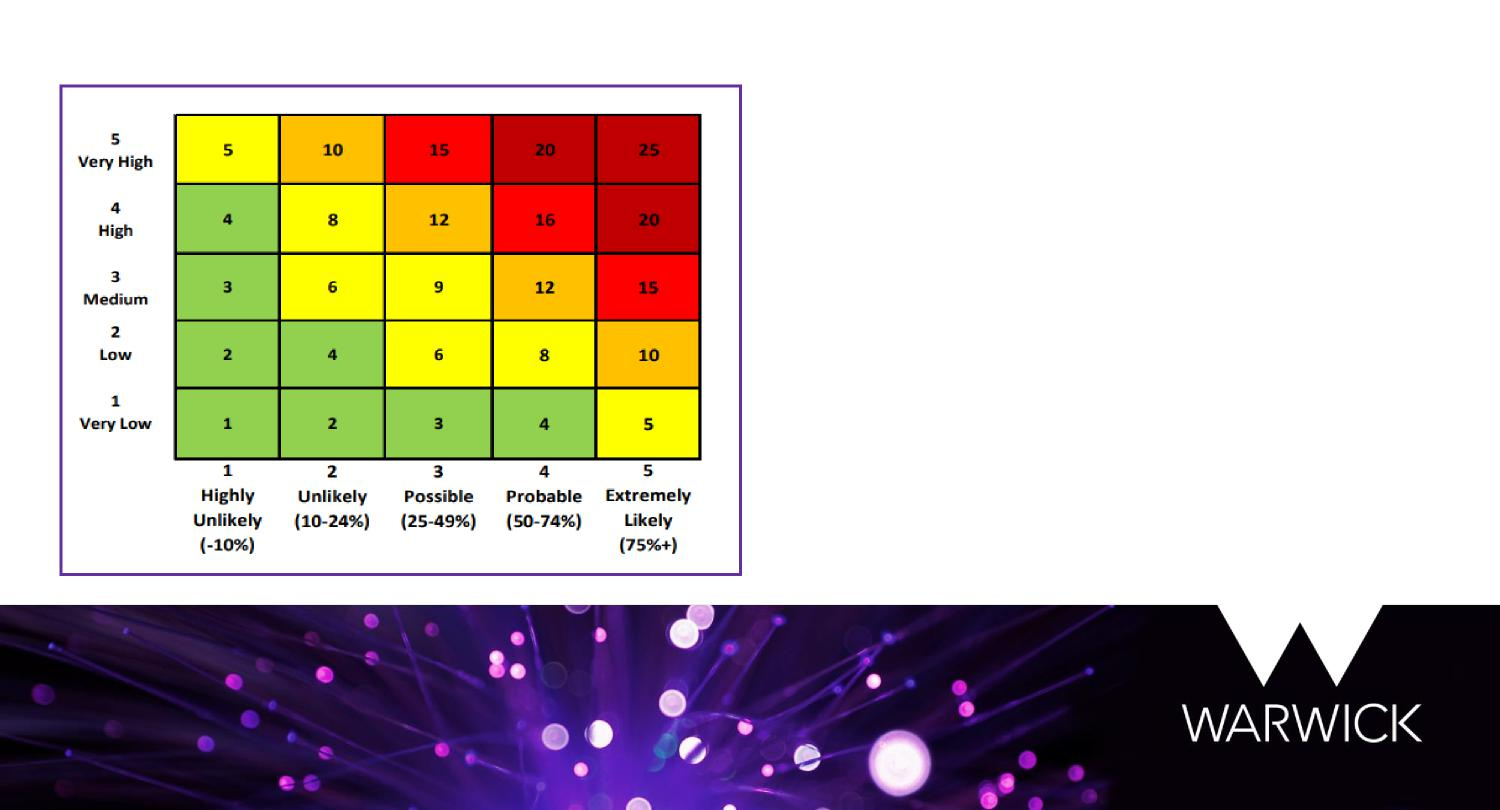 5
Very High
5 10 15 20 25
4
High
4 8 12 16 20
3
Medium
3 6 9 12 15
2
Low
2 4 6 8 10
1
Very Low
1 2 3 4 5
1 2 3 4 5
Highly Unlikely Possible Probable Extremely
Unlikely (10-24%) (25-49%) (50-74%) Likely
(-10%) (75%+)
WARWICK